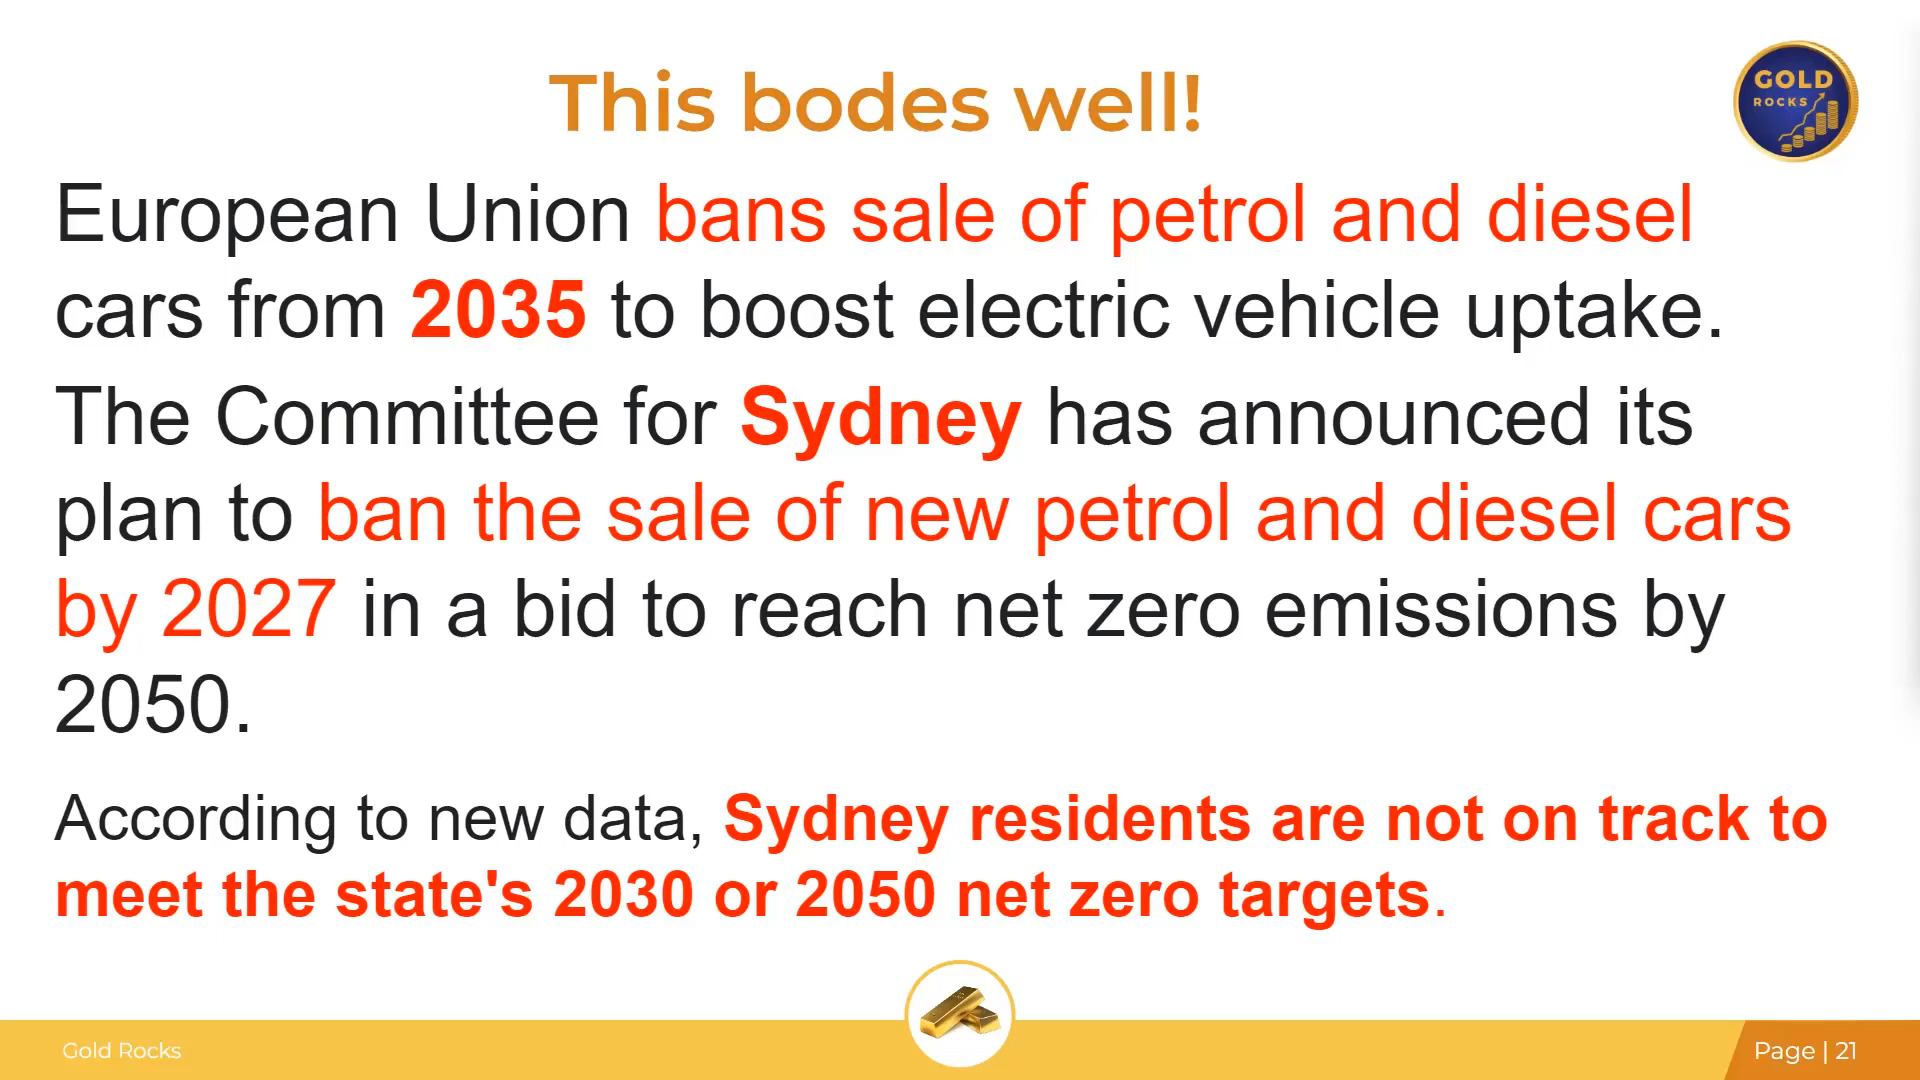 This bodes well!
GOLD
ROCKS
European Union bans sale of petrol and diesel
cars from 2035 to boost electric vehicle uptake.
The Committee for Sydney has announced its
plan to ban the sale of new petrol and diesel cars
by 2027 in a bid to reach net zero emissions by
2050.
According to new data, Sydney residents are not on track to
meet the state's 2030 or 2050 net zero targets.
Gold Rocks
Page | 21